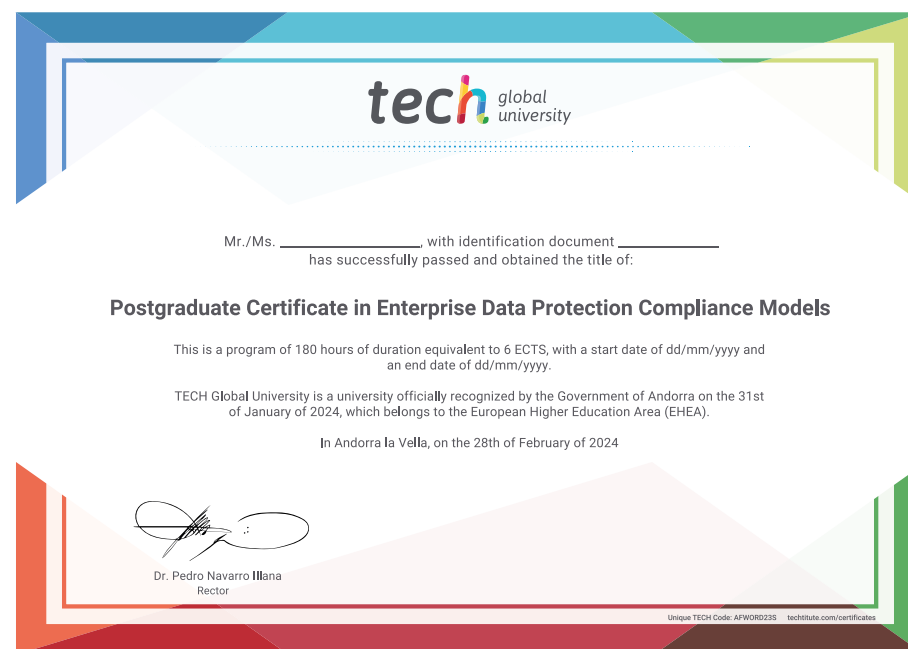 tech global university
Mr./Ms. ____________________, with identification document ______________
has successfully passed and obtained the title of:
Postgraduate Certificate in Enterprise Data Protection Compliance Models
This is a program of 180 hours of duration equivalent to 6 ECTS, with a start date of dd/mm/yyyy and
an end date of dd/mm/yyyy.
TECH Global University is a university officially recognized by the Government of Andorra on the 31st
of January of 2024, which belongs to the European Higher Education Area (EHEA).
In Andorra la Vella, on the 28th of February of 2024
Dr. Pedro Navarro Illana
Rector
Unique TECH Code: AFWORD23S techtitute.com/certificates